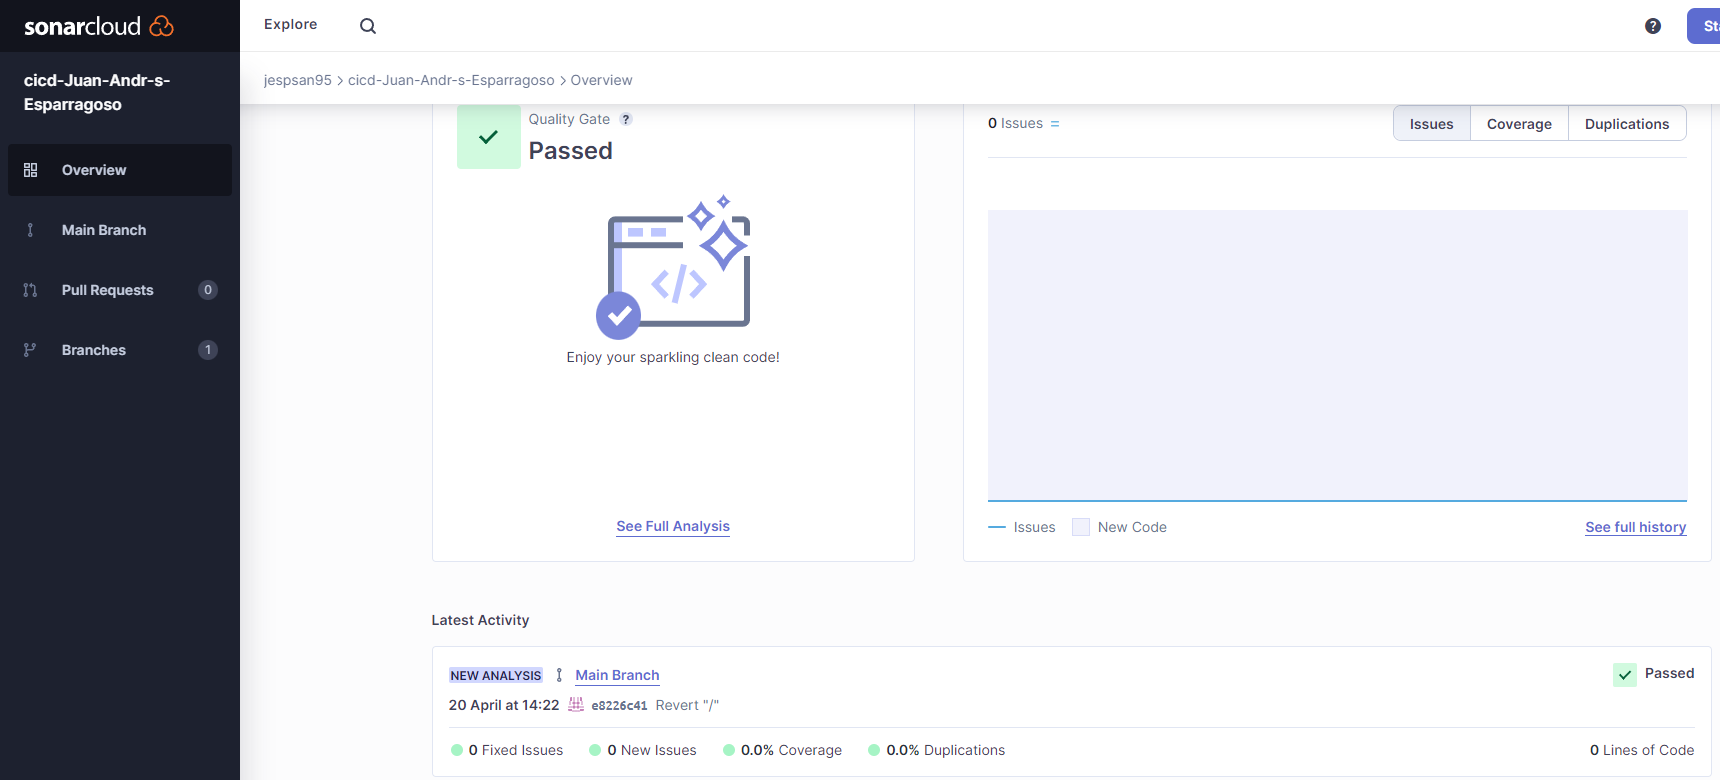 sonarcloud
Explore
St
cicd-Juan-Andr-s-
Esparragoso
jespsan95 > cicd-Juan-Andr-s-Esparragoso > Overview
Overview
Main Branch
Pull Requests 0
Branches 1
Quality Gate ?
Passed
Enjoy your sparkling clean code!
See Full Analysis
0 Issues =
Issues Coverage Duplications
Issues New Code See full history
Latest Activity
NEW ANALYSIS Main Branch Passed
20 April at 14:22 e8226c41 Revert "/"
0 Fixed Issues 0 New Issues 0.0% Coverage 0.0% Duplications 0 Lines of Code